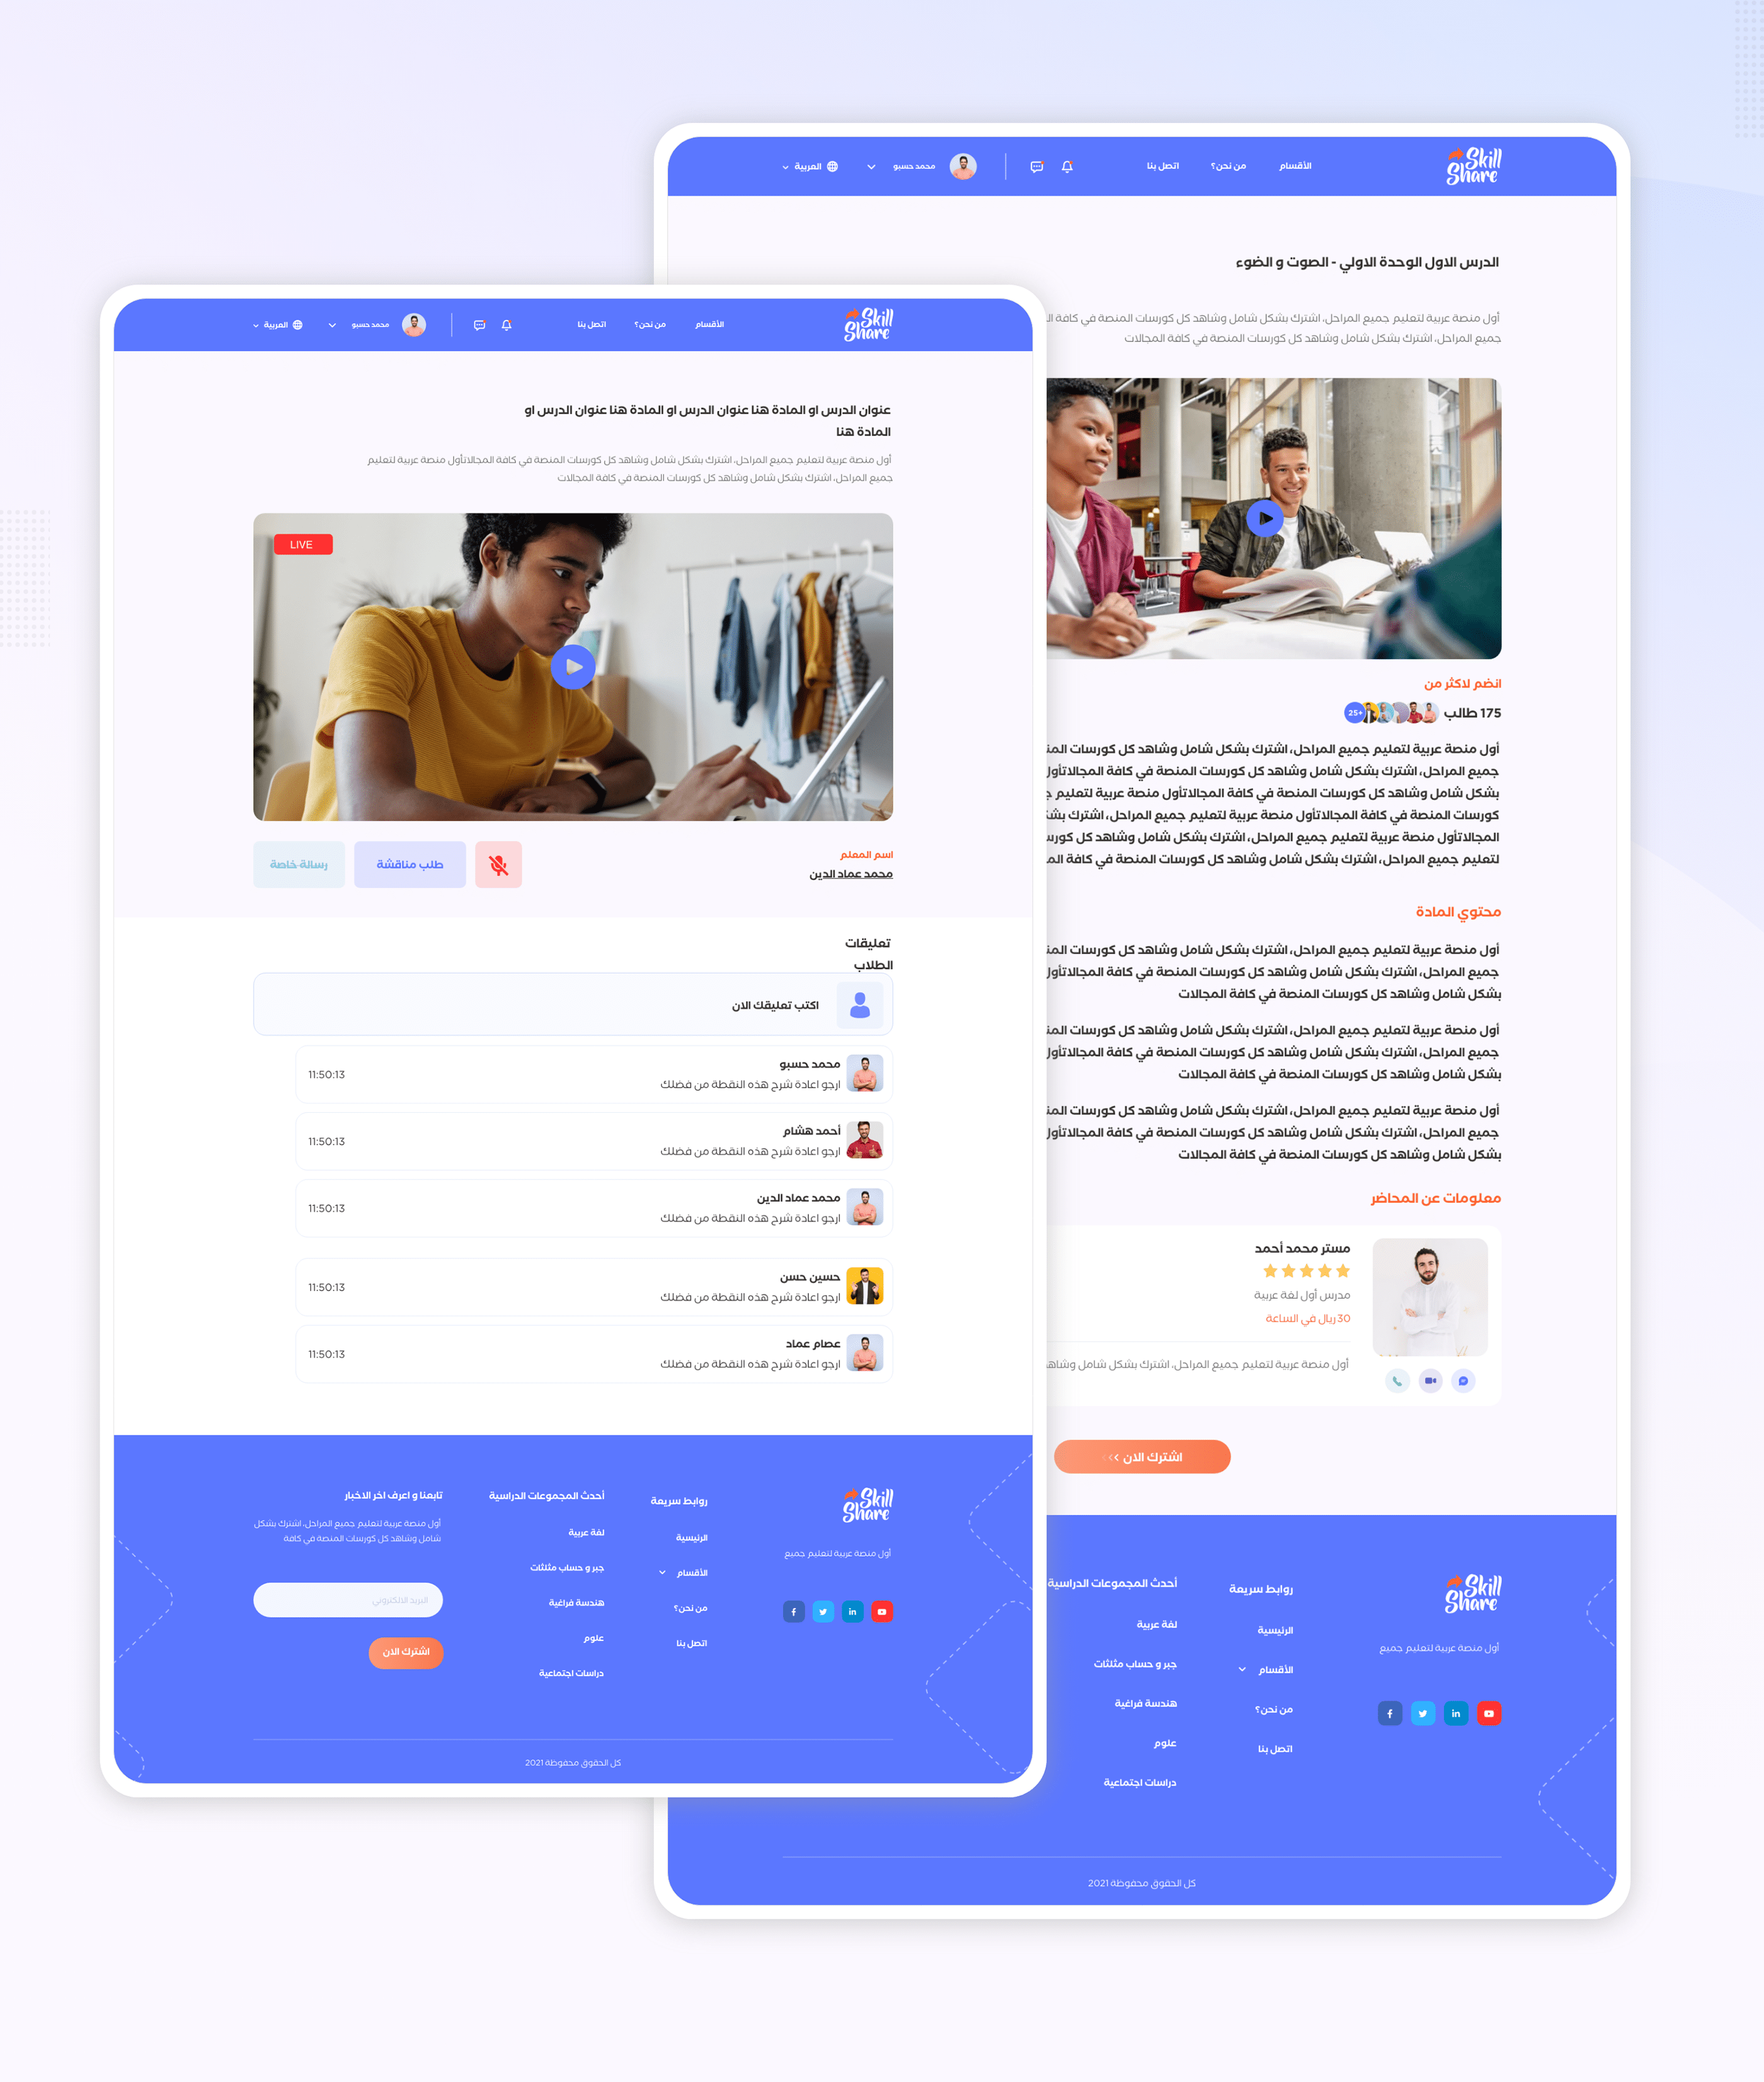 Skill
Share
الأقسام
من نحن؟
اتصل بنا
محمد حسبو
العربية
الدرس الاول الوحدة الاولي - الصوت و الضوء
أول منصة عربية لتعليم جميع المراحل، اشترك بشكل شامل وشاهد كل كورسات المنصة في كافة
جميع المراحل، اشترك بشكل شامل وشاهد كل كورسات المنصة في كافة المجالات
انضم لاكثر من
175 طالب
25+
أول منصة عربية لتعليم جميع المراحل، اشترك بشكل شامل وشاهد كل كورسات
جميع المراحل، اشترك بشكل شامل وشاهد كل كورسات المنصة في كافة المجالاتأول
بشكل شامل وشاهد كل كورسات المنصة في كافة المجالاتأول منصة عربية لتعليم
كورسات المنصة في كافة المجالاتأول منصة عربية لتعليم جميع المراحل، اشترك
المجالاتأول منصة عربية لتعليم جميع المراحل، اشترك بشكل شامل وشاهد كل
لتعليم جميع المراحل، اشترك بشكل شامل وشاهد كل كورسات المنصة في كافة
محتوي المادة
أول منصة عربية لتعليم جميع المراحل، اشترك بشكل شامل وشاهد كل كورسات
جميع المراحل، اشترك بشكل شامل وشاهد كل كورسات المنصة في كافة المجالاتأول
بشكل شامل وشاهد كل كورسات المنصة في كافة المجالات
أول منصة عربية لتعليم جميع المراحل، اشترك بشكل شامل وشاهد كل كورسات
جميع المراحل، اشترك بشكل شامل وشاهد كل كورسات المنصة في كافة المجالاتأول
بشكل شامل وشاهد كل كورسات المنصة في كافة المجالات
أول منصة عربية لتعليم جميع المراحل، اشترك بشكل شامل وشاهد كل كورسات
جميع المراحل، اشترك بشكل شامل وشاهد كل كورسات المنصة في كافة المجالاتأول
بشكل شامل وشاهد كل كورسات المنصة في كافة المجالات
معلومات عن المحاضر
مستر محمد أحمد
مدرس أول لغة عربية
30 ريال في الساعة
أول منصة عربية لتعليم جميع المراحل، اشترك بشكل شامل وشاهد
اشترك الان
Skill
Share
أول منصة عربية لتعليم جميع
روابط سريعة
الرئيسية
الأقسام
من نحن؟
اتصل بنا
أحدث المجموعات الدراسية
لغة عربية
جبر و حساب مثلثات
هندسة فراغية
علوم
دراسات اجتماعية
كل الحقوق محفوظة 2021
Skill
Share
الأقسام
من نحن؟
اتصل بنا
محمد حسبو
العربية
عنوان الدرس او المادة هنا عنوان الدرس او المادة هنا عنوان الدرس او
المادة هنا
أول منصة عربية لتعليم جميع المراحل، اشترك بشكل شامل وشاهد كل كورسات المنصة في كافة المجالاتأول منصة عربية لتعليم
جميع المراحل، اشترك بشكل شامل وشاهد كل كورسات المنصة في كافة المجالات
LIVE
اسم المعلم
محمد عماد الدين
طلب مناقشة
رسالة خاصة
تعليقات
الطلاب
اكتب تعليقك الان
محمد حسبو
ارجو اعادة شرح هذه النقطة من فضلك
11:50:13
أحمد هشام
ارجو اعادة شرح هذه النقطة من فضلك
11:50:13
محمد عماد الدين
ارجو اعادة شرح هذه النقطة من فضلك
11:50:13
حسين حسن
ارجو اعادة شرح هذه النقطة من فضلك
11:50:13
عصام عماد
ارجو اعادة شرح هذه النقطة من فضلك
11:50:13
Skill
Share
أول منصة عربية لتعليم جميع
روابط سريعة
الرئيسية
الأقسام
من نحن؟
اتصل بنا
أحدث المجموعات الدراسية
لغة عربية
جبر و حساب مثلثات
هندسة فراغية
علوم
دراسات اجتماعية
تابعنا و اعرف اخر الاخبار
أول منصة عربية لتعليم جميع المراحل، اشترك بشكل
شامل وشاهد كل كورسات المنصة في كافة
البريد الالكتروني
اشترك الان
كل الحقوق محفوظة 2021